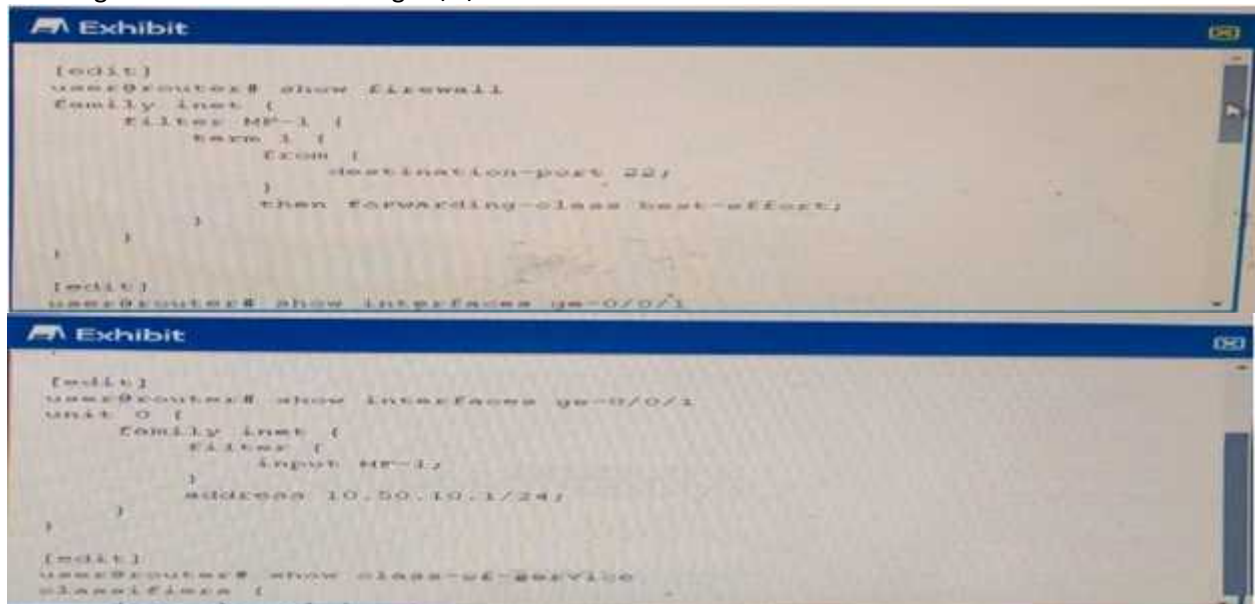 Exhibit
[edit]
user@router# show firewall
family inet {
filter MF-1 {
term 1 {
from {
destination-port 22;
}
then forwarding-class best-effort;
}
}
}
[edit]
user@router# show interfaces ge-0/0/1
Exhibit
[edit]
user@router# show interfaces ge-0/0/1
unit 0 {
family inet {
filter {
input MF-1;
}
address 10.50.10.1/24;
}
}
[edit]
user@router# show class-of-service
classifiers {